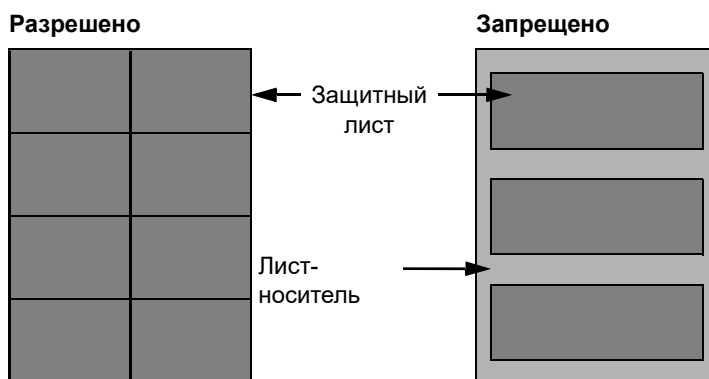 Разрешено
Запрещено
Защитный
лист
Лист-
носитель